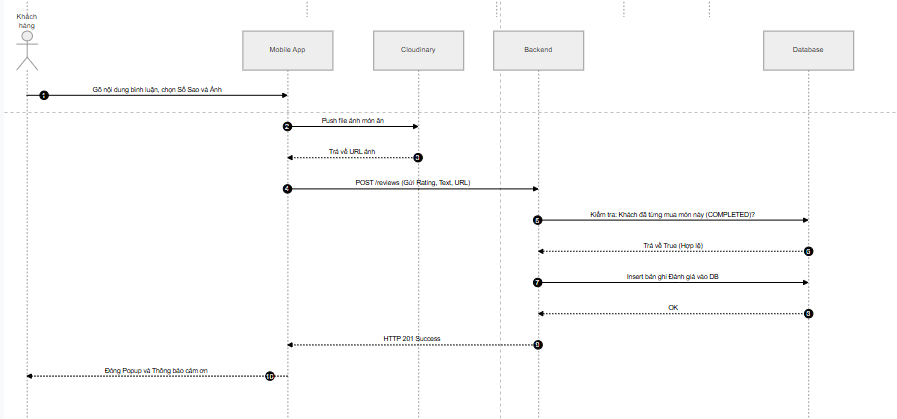 Khách
hàng
Mobile App
Cloudinary
Backend
Database
1
Gõ nội dung bình luận, chọn Số Sao và Ảnh
2
Push file ảnh món ăn
Trả về URL ảnh
3
4
POST /reviews (Gửi Rating, Text, URL)
5
Kiểm tra: Khách đã từng mua món này (COMPLETED)?
Trả về True (Hợp lệ)
6
7
Insert bản ghi Đánh giá vào DB
OK
8
HTTP 201 Success
9
Đóng Popup và Thông báo cảm ơn
10